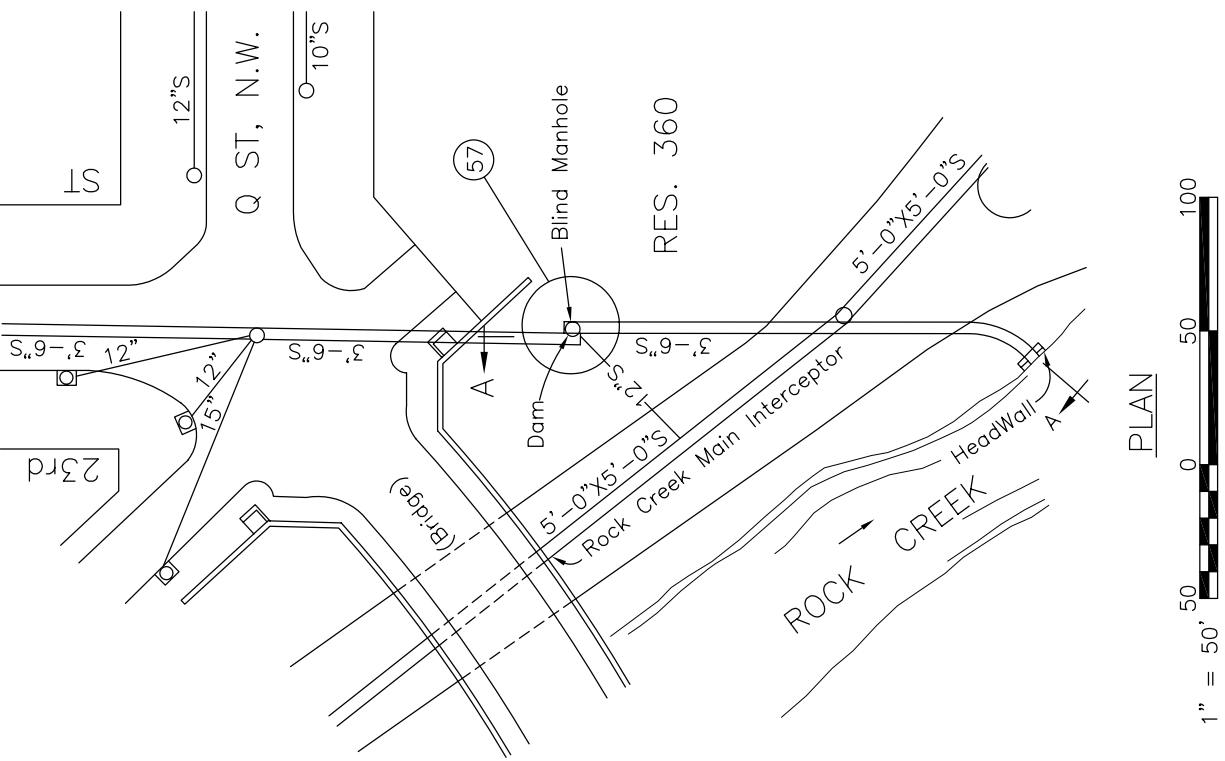 12"S
Q ST, N.W.
10"S
ST
23rd
3'-6"S
12"
12"
15"
3'-6"S
57
Blind Manhole
RES. 360
A
Dam
12"S
3'-6"S
5'-0"X5'-0"S
5'-0"X5'-0"S
Rock Creek Main Interceptor
(Bridge)
HeadWall
A
ROCK CREEK
PLAN
1" = 50'
50 0 50 100